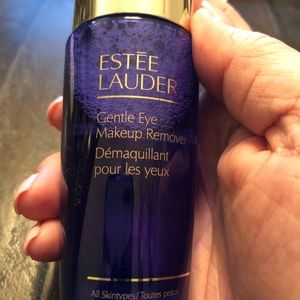 ESTĒE
LAUDER
Gentle Eye
Makeup Remover
Démaquillant
pour les yeux
All Skintypes/Toutes peaux